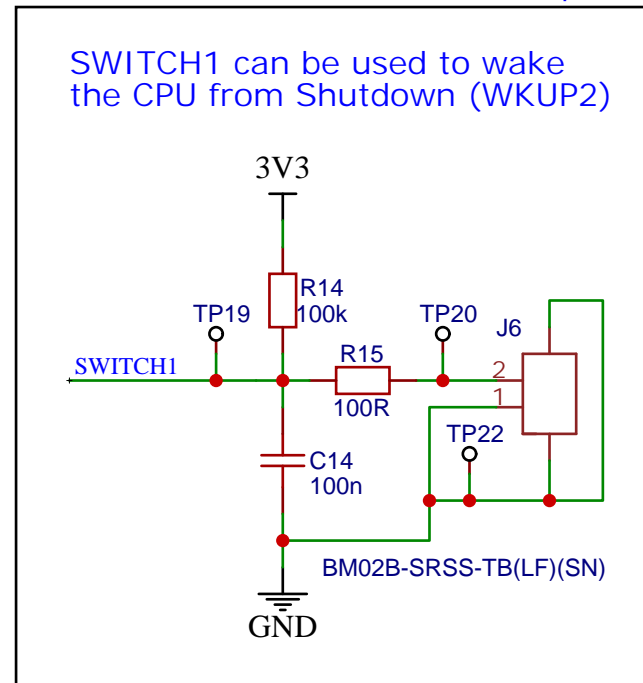 SWITCH1 can be used to wake
the CPU from Shutdown (WKUP2)
3V3
R14
100k
TP19
TP20
J6
SWITCH1
R15
100R
2
1
TP22
C14
100n
BM02B-SRSS-TB(LF)(SN)
GND